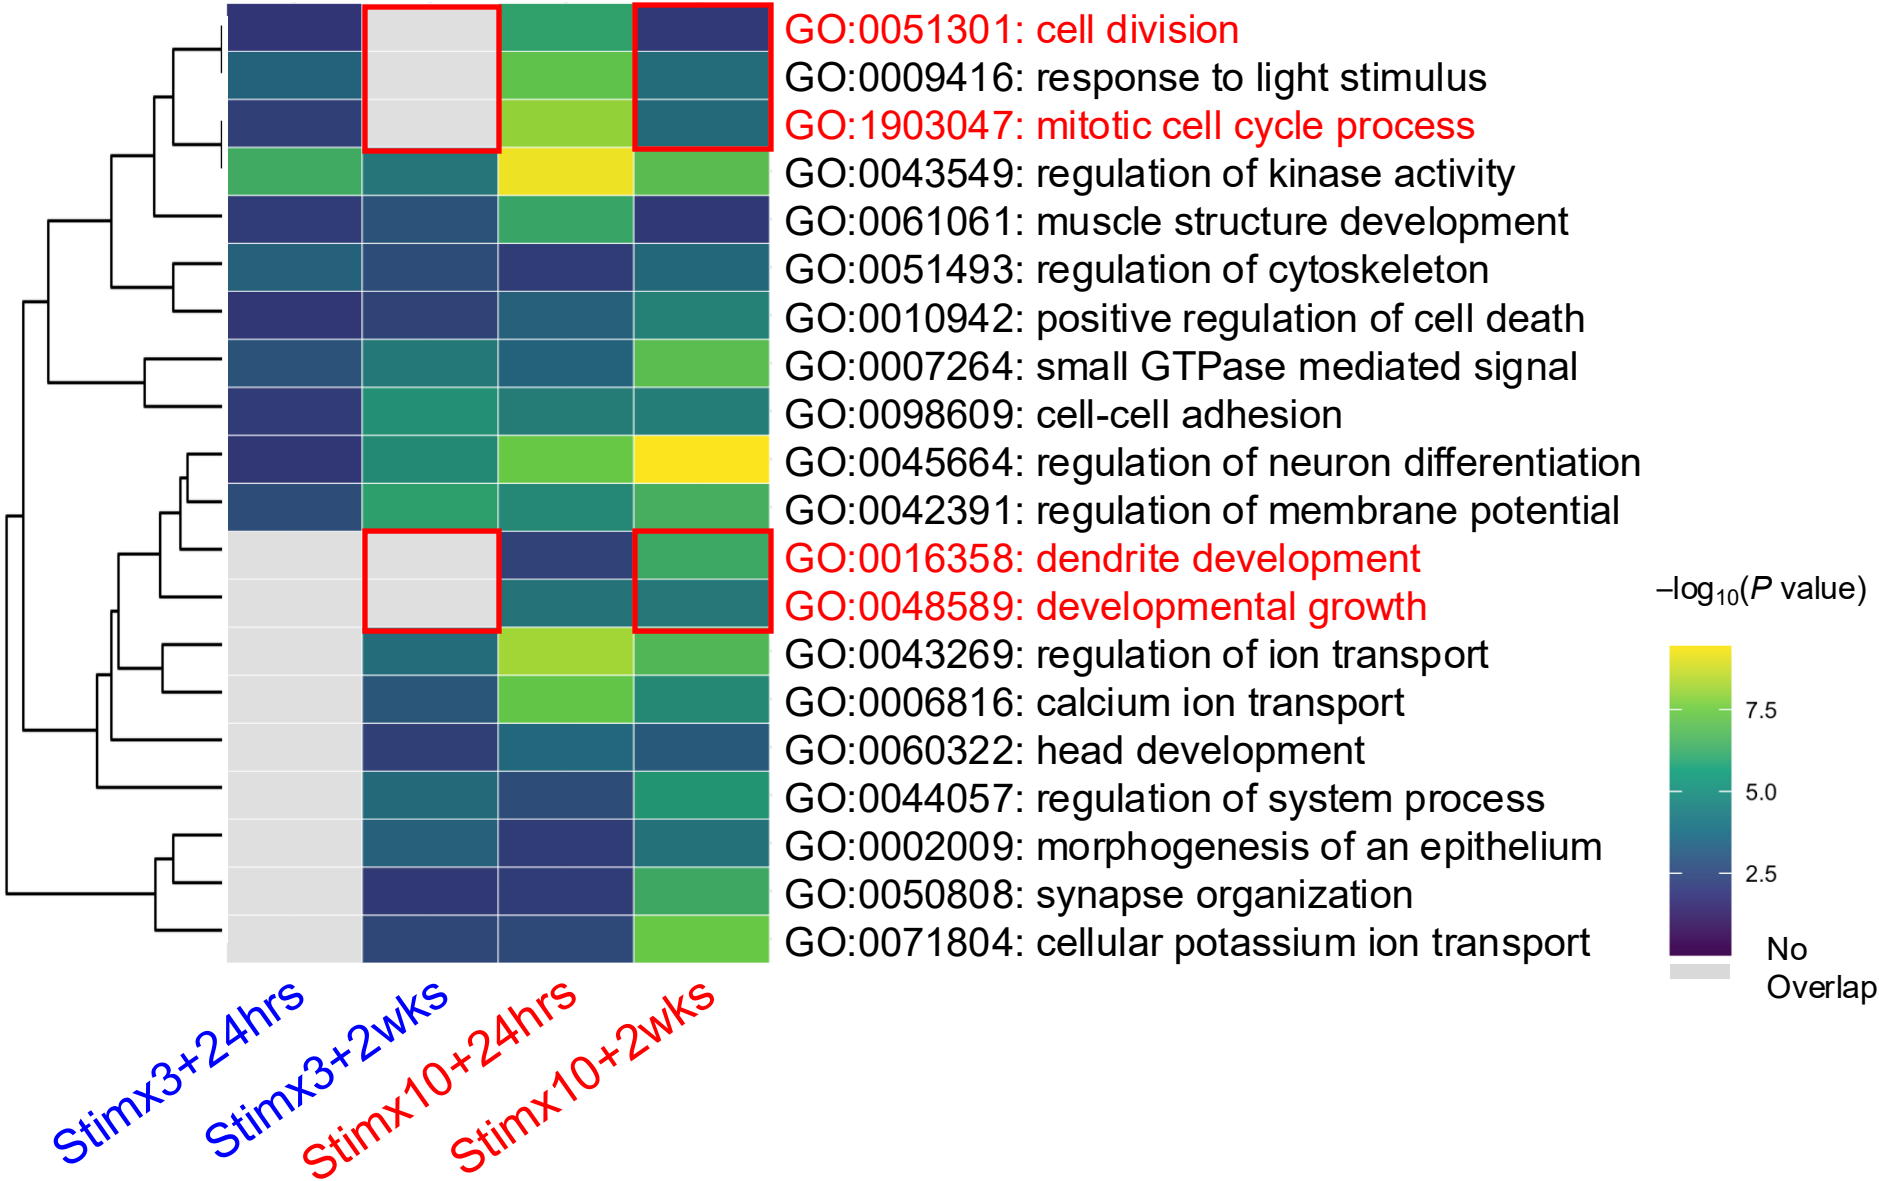 GO:0051301: cell division
GO:0009416: response to light stimulus
GO:1903047: mitotic cell cycle process
GO:0043549: regulation of kinase activity
GO:0061061: muscle structure development
GO:0051493: regulation of cytoskeleton
GO:0010942: positive regulation of cell death
GO:0007264: small GTPase mediated signal
GO:0098609: cell-cell adhesion
GO:0045664: regulation of neuron differentiation
GO:0042391: regulation of membrane potential
GO:0016358: dendrite development
GO:0048589: developmental growth
GO:0043269: regulation of ion transport
GO:0006816: calcium ion transport
GO:0060322: head development
GO:0044057: regulation of system process
GO:0002009: morphogenesis of an epithelium
GO:0050808: synapse organization
GO:0071804: cellular potassium ion transport
–log10(P value)
7.5
5.0
2.5
No
Overlap
Stimx3+24hrs
Stimx3+2wks
Stimx10+24hrs
Stimx10+2wks